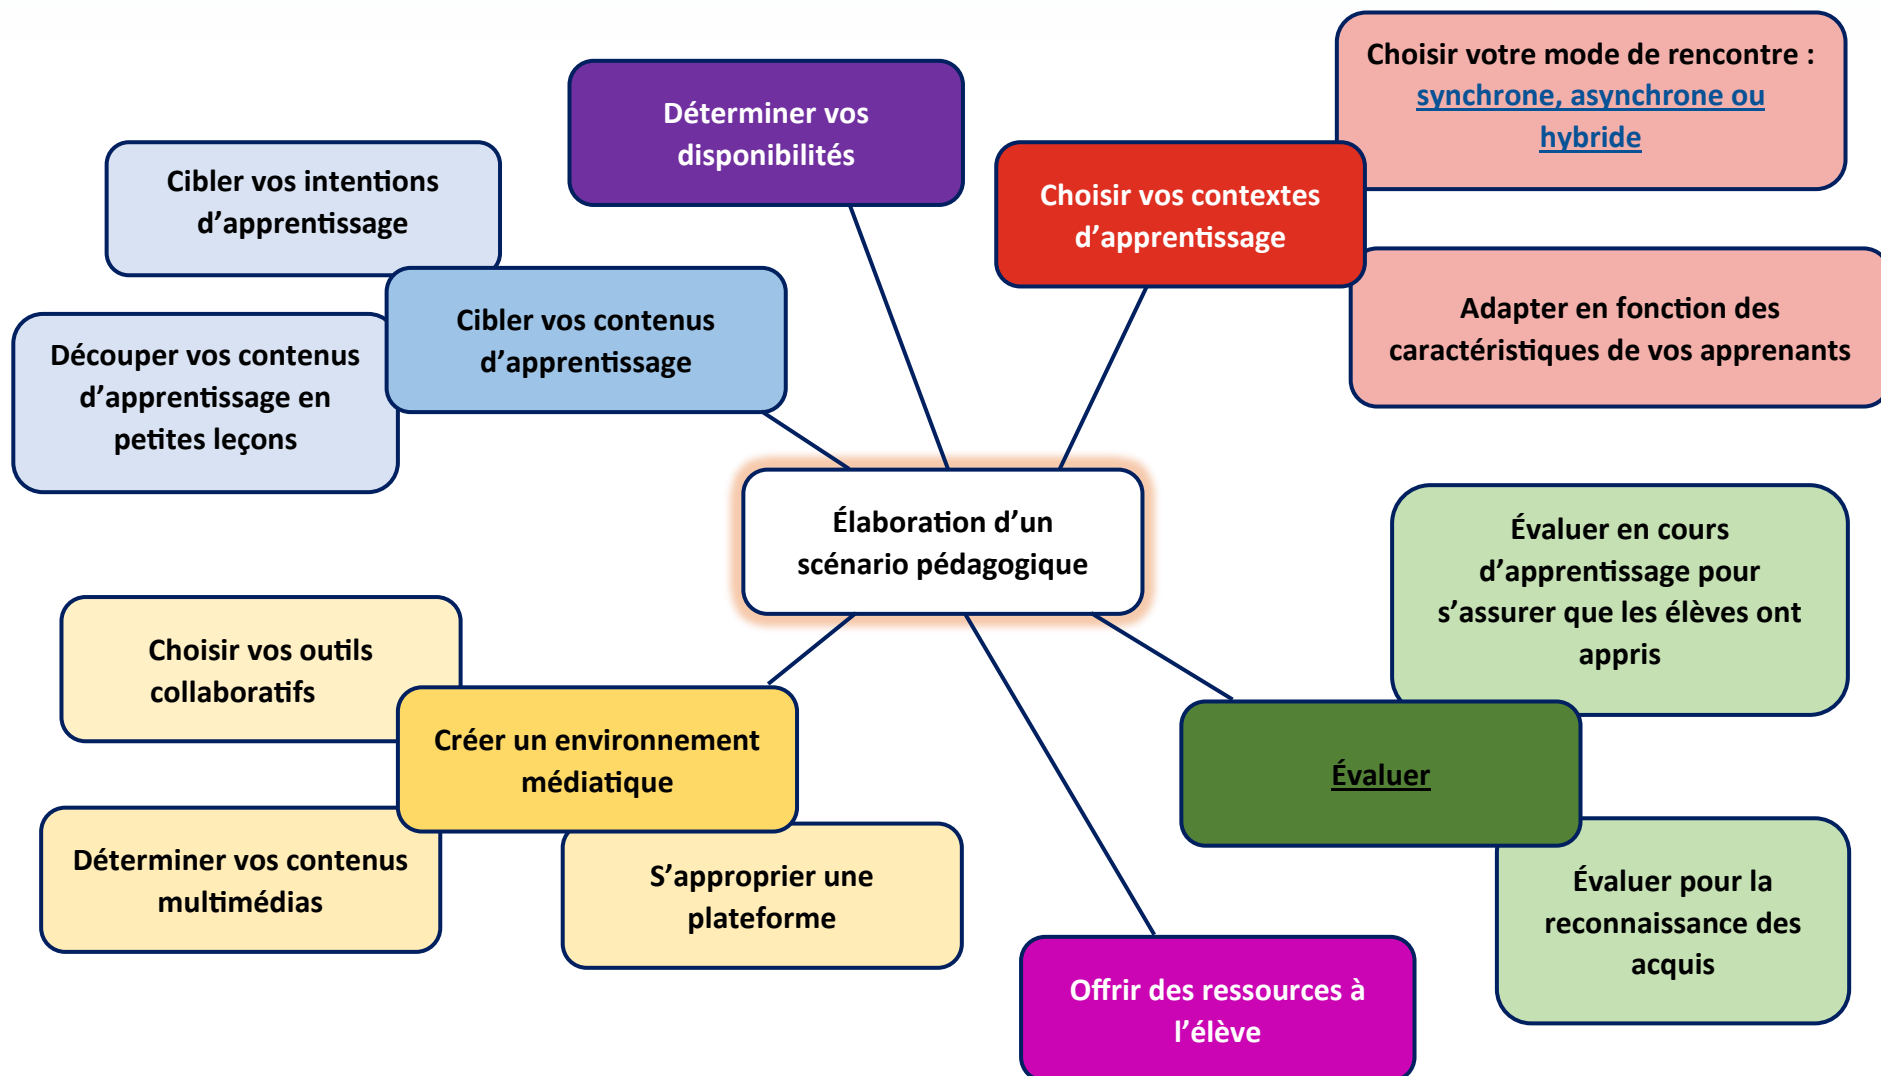 Choisir votre mode de rencontre :
synchrone, asynchrone ou
hybride
Déterminer vos
disponibilités
Cibler vos intentions
d’apprentissage
Choisir vos contextes
d’apprentissage
Cibler vos contenus
d’apprentissage
Adapter en fonction des
caractéristiques de vos apprenants
Découper vos contenus
d’apprentissage en
petites leçons
Élaboration d’un
scénario pédagogique
Évaluer en cours
d’apprentissage pour
s’assurer que les élèves ont
appris
Choisir vos outils
collaboratifs
Créer un environnement
médiatique
Évaluer
Déterminer vos contenus
multimédias
S’approprier une
plateforme
Évaluer pour la
reconnaissance des
acquis
Offrir des ressources à
l’élève